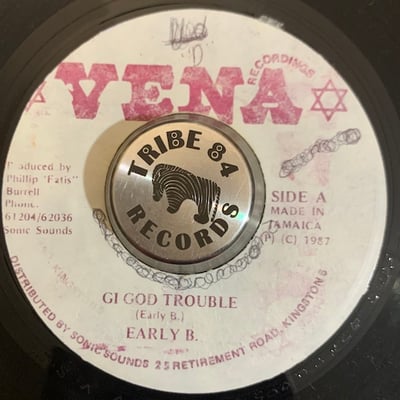 'D'
VENA
RECORDINGS
TRIBE 84
RECORDS
Produced by
Phillip "Fatis"
Burrell
Phone.
61204/62036
Sonic Sounds
SIDE A
MADE IN
JAMAICA
(P) (C) 1987
GI GOD TROUBLE
(Early B.)
EARLY B.
DISTRIBUTED BY SONIC SOUNDS 25 RETIREMENT ROAD, KINGSTON 5